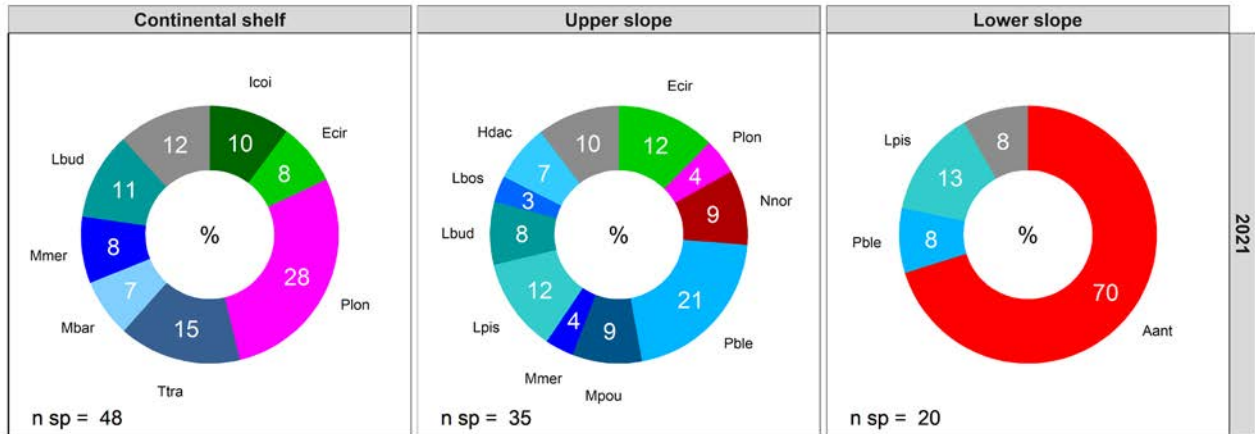 Continental shelf
Upper slope
Lower slope
Icoi
Ecir
Plon
Ttra
Mbar
Mmer
Lbud
10
8
28
15
7
8
11
12
%
n sp = 48
Ecir
Plon
Nnor
Pble
Mpou
Mmer
Lpis
Lbud
Lbos
Hdac
12
4
9
21
9
4
12
8
3
7
10
%
n sp = 35
Aant
Pble
Lpis
70
8
13
8
%
n sp = 20
2021